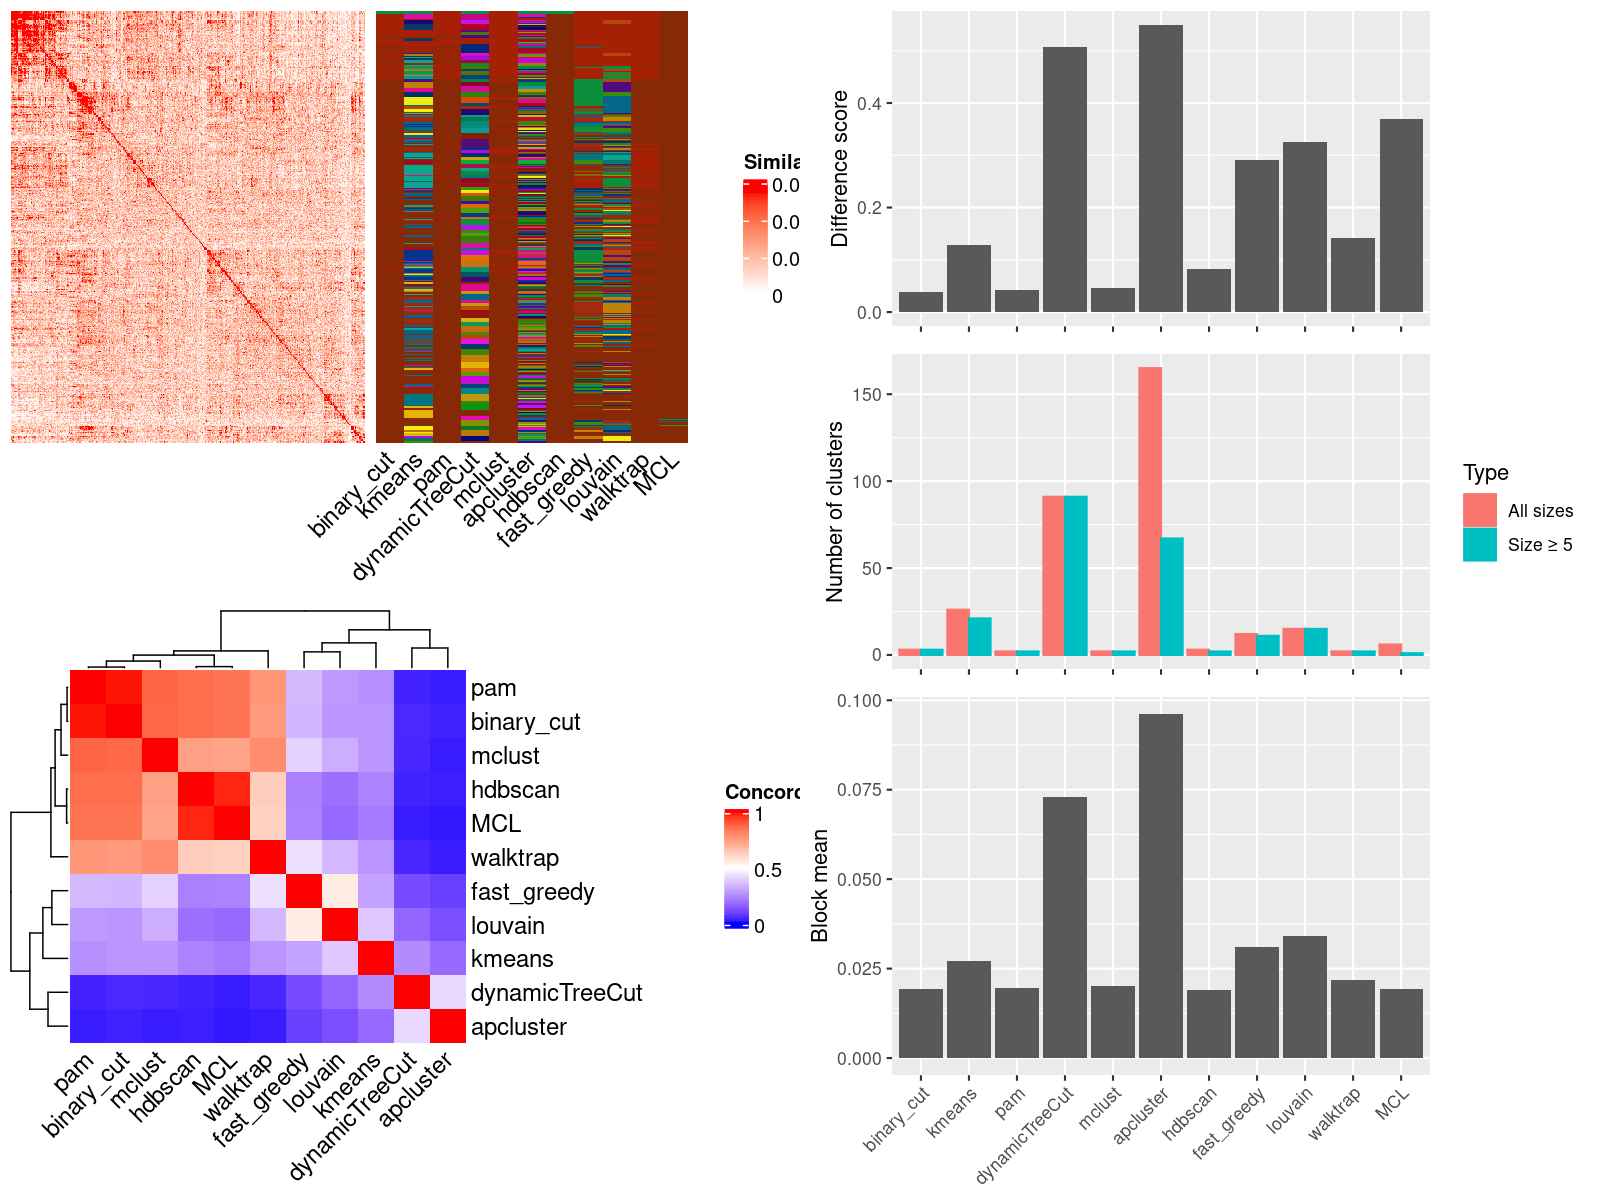 Simila
0.0
0.0
0.0
0
binary_cut
kmeans
pam
dynamicTreeCut
mclust
apcluster
hdbscan
fast_greedy
louvain
walktrap
MCL
pam
binary_cut
mclust
hdbscan
MCL
walktrap
fast_greedy
louvain
kmeans
dynamicTreeCut
apcluster
pam
binary_cut
mclust
hdbscan
MCL
walktrap
fast_greedy
louvain
kmeans
dynamicTreeCut
apcluster
Concord
1
0.5
0
Difference score
0.4
0.2
0.0
Number of clusters
150
100
50
0
Type
All sizes
Size ≥ 5
Block mean
0.100
0.075
0.050
0.025
0.000
binary_cut
kmeans
pam
dynamicTreeCut
mclust
apcluster
hdbscan
fast_greedy
louvain
walktrap
MCL